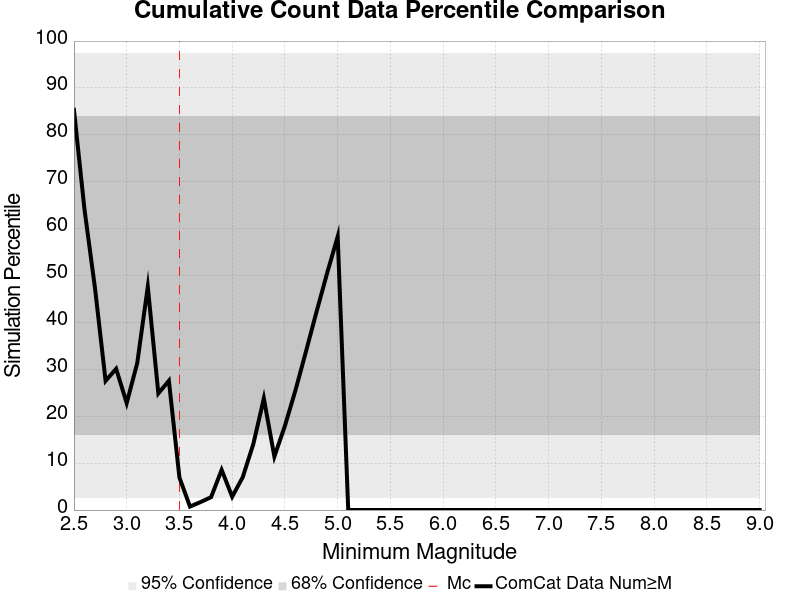 Cumulative Count Data Percentile Comparison
100
90
80
70
60
50
40
30
20
10
0
Simulation Percentile
2.5 3.0 3.5 4.0 4.5 5.0 5.5 6.0 6.5 7.0 7.5 8.0 8.5 9.0
Minimum Magnitude
95% Confidence 68% Confidence Mc ComCat Data Num≥M